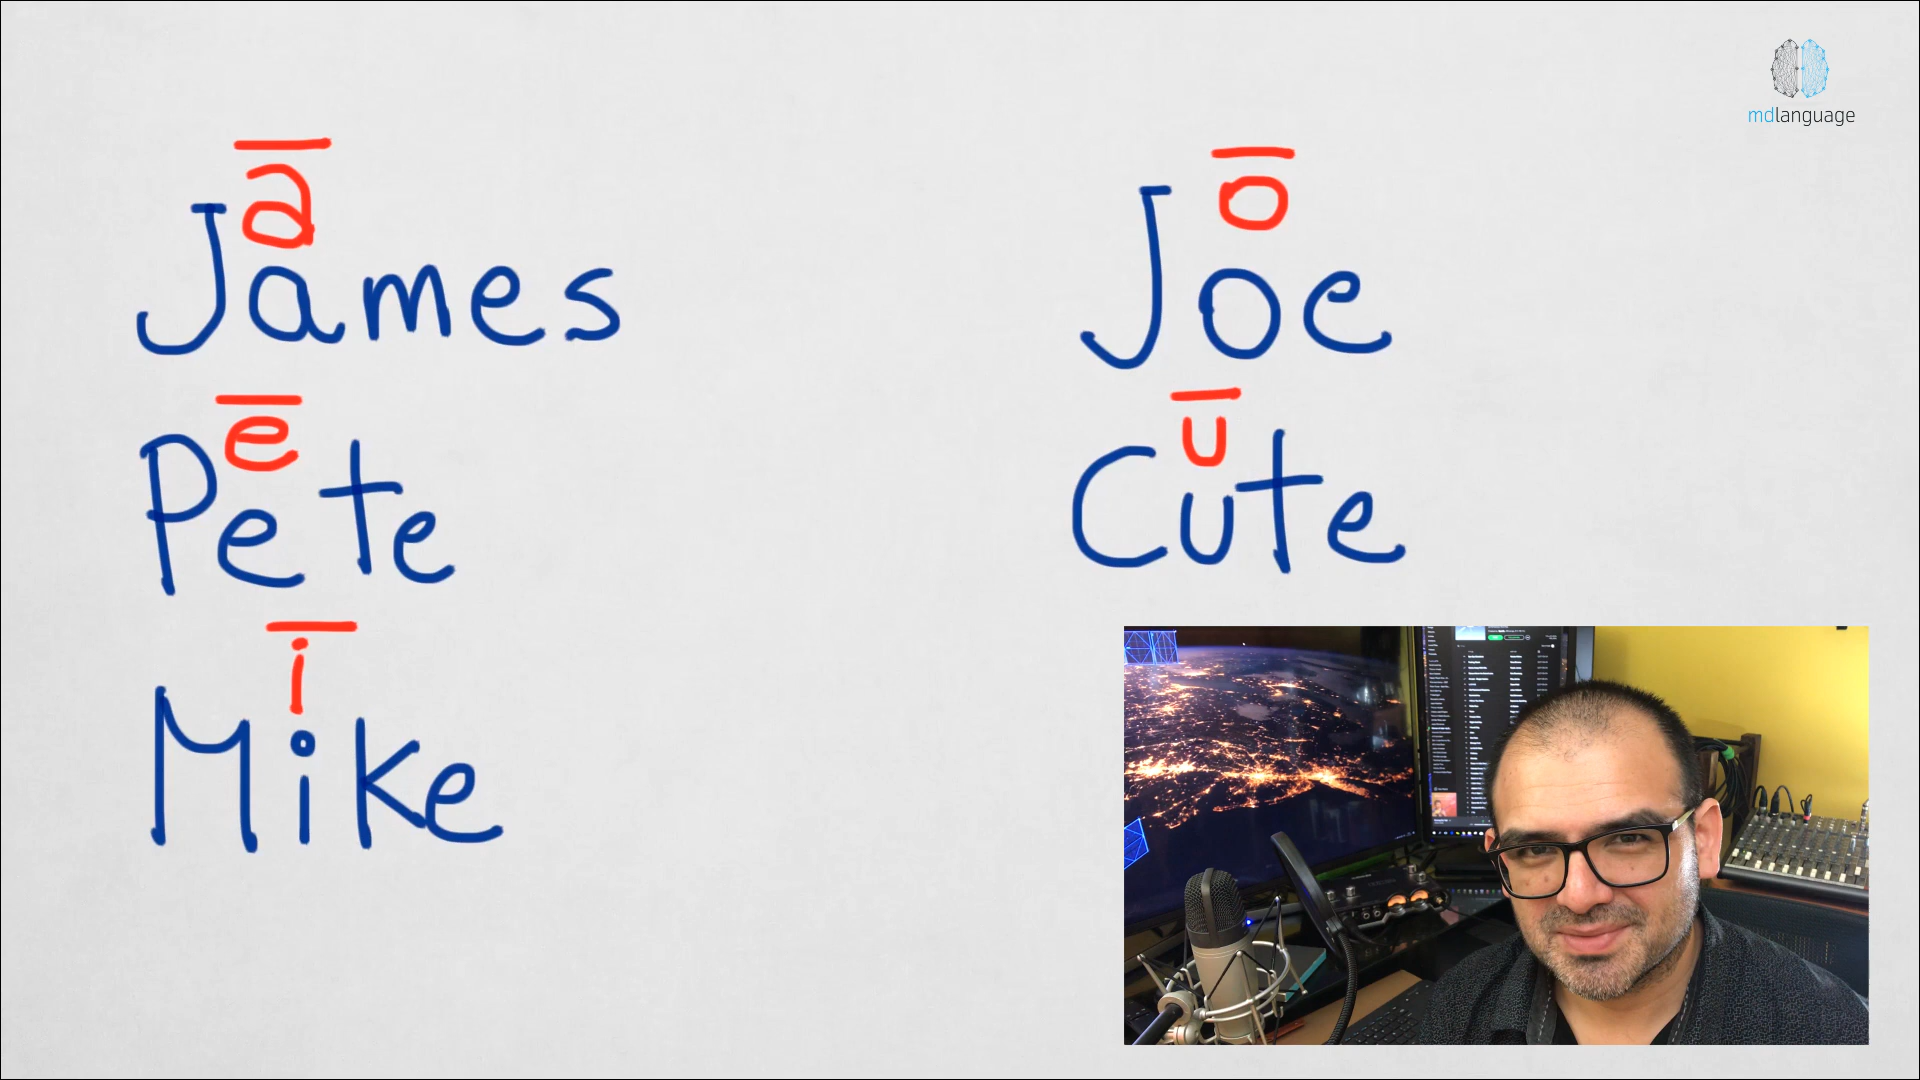 mdlanguage
ā
James
ē
Pete
ī
Mike
ō
Joe
ū
Cute